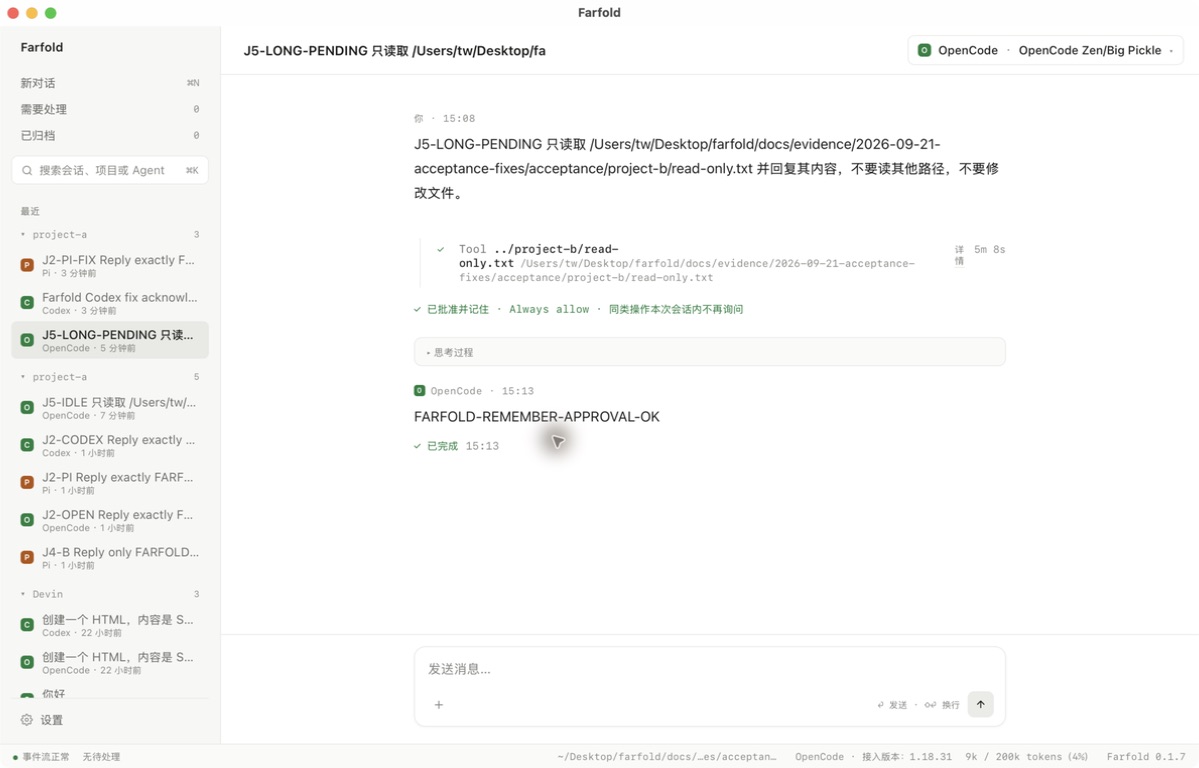 Farfold
Farfold
新对话 ⌘N
需要处理 0
已归档 0
搜索会话、项目或 Agent ⌘K
最近
project-a 3
P J2-PI-FIX Reply exactly F...
Pi · 3 分钟前
C Farfold Codex fix acknowl...
Codex · 3 分钟前
O J5-LONG-PENDING 只读...
OpenCode · 5 分钟前
project-a 5
O J5-IDLE 只读取 /Users/tw/...
OpenCode · 7 分钟前
C J2-CODEX Reply exactly ...
Codex · 1 小时前
P J2-PI Reply exactly FARF...
Pi · 1 小时前
O J2-OPEN Reply exactly F...
OpenCode · 1 小时前
P J4-B Reply only FARFOLD...
Pi · 1 小时前
Devin 3
C 创建一个 HTML，内容是 S...
Codex · 22 小时前
O 创建一个 HTML，内容是 S...
OpenCode · 22 小时前
你好
设置
J5-LONG-PENDING 只读取 /Users/tw/Desktop/fa
O OpenCode · OpenCode Zen/Big Pickle
你 · 15:08
J5-LONG-PENDING 只读取 /Users/tw/Desktop/farfold/docs/evidence/2026-09-21-
acceptance-fixes/acceptance/project-b/read-only.txt 并回复其内容，不要读其他路径，不要修
改文件。
Tool ../project-b/read-
only.txt /Users/tw/Desktop/farfold/docs/evidence/2026-09-21-acceptance-
fixes/acceptance/project-b/read-only.txt
详情 5m 8s
✓ 已批准并记住 · Always allow · 同类操作本次会话内不再询问
思考过程
O OpenCode · 15:13
FARFOLD-REMEMBER-APPROVAL-OK
✓ 已完成 15:13
发送消息...
+ ↵ 发送 · ⇧↵ 换行
事件流正常 无待处理 ~/Desktop/farfold/docs/…es/acceptan… OpenCode · 接入版本: 1.18.31 9k / 200k tokens (4%) Farfold 0.1.7